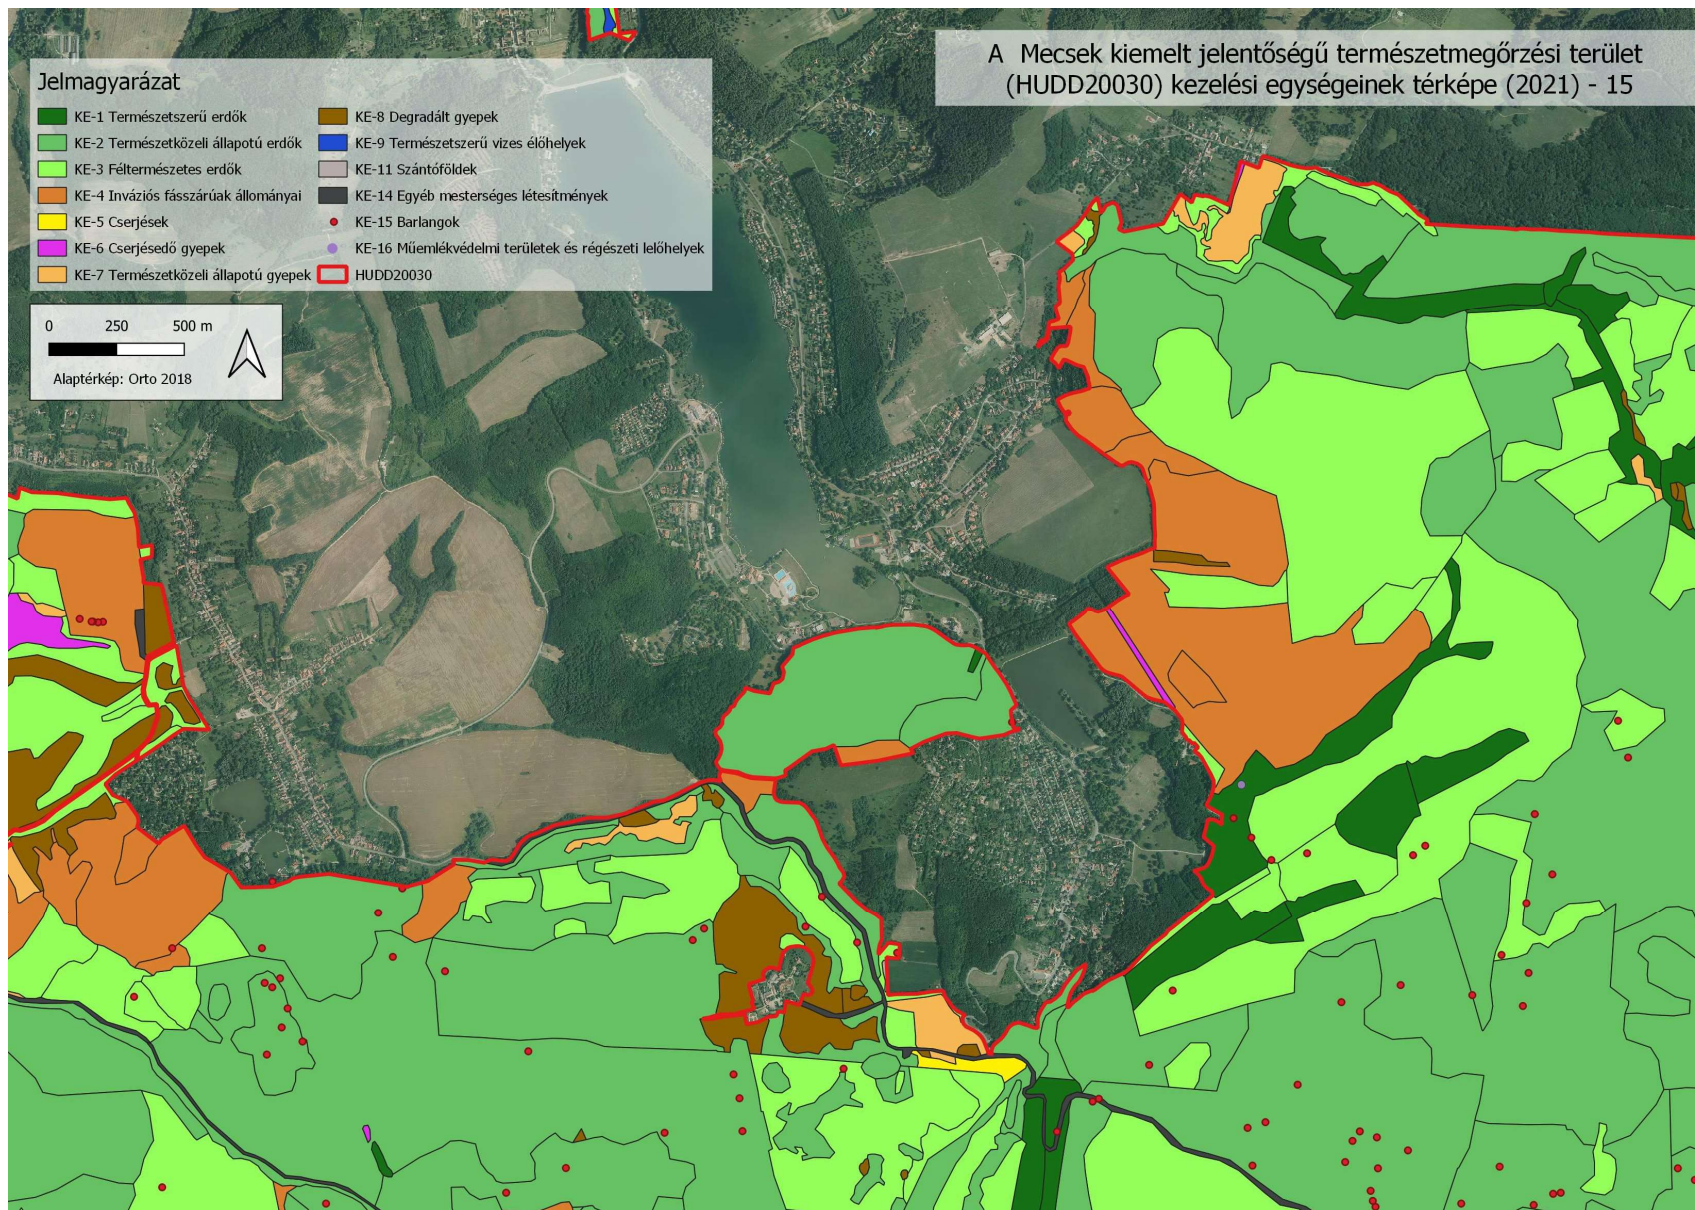 A Mecsek kiemelt jelentőségű természetmegőrzési terület
(HUDD20030) kezelési egységeinek térképe (2021) - 15
Jelmagyarázat
KE-1 Természetszerű erdők
KE-2 Természetközeli állapotú erdők
KE-3 Féltermészetes erdők
KE-4 Inváziós fásszárúak állományai
KE-5 Cserjések
KE-6 Cserjésedő gyepek
KE-7 Természetközeli állapotú gyepek
KE-8 Degradált gyepek
KE-9 Természetszerű vizes élőhelyek
KE-11 Szántóföldek
KE-14 Egyéb mesterséges létesítmények
KE-15 Barlangok
KE-16 Műemlékvédelmi területek és régészeti lelőhelyek
HUDD20030
0 250 500 m
Alaptérkép: Orto 2018